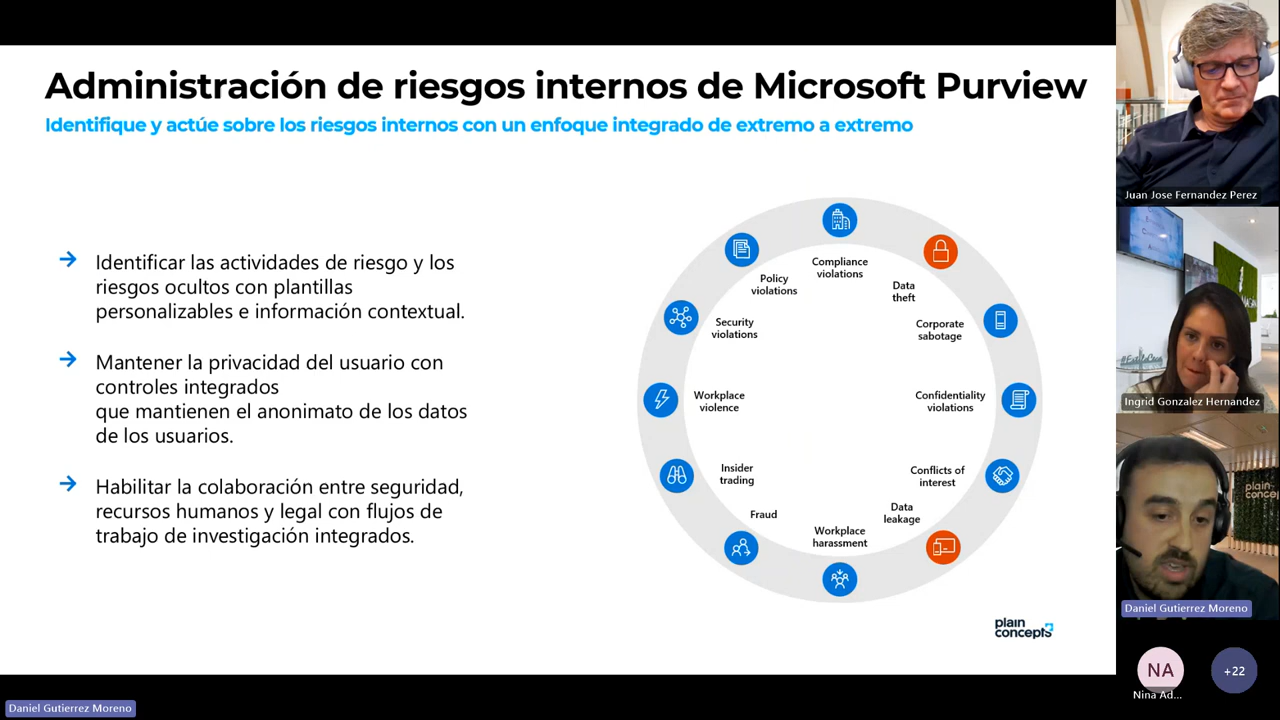 Administración de riesgos internos de Microsoft Purview
Identifique y actúe sobre los riesgos internos con un enfoque integrado de extremo a extremo
Identificar las actividades de riesgo y los
riesgos ocultos con plantillas
personalizables e información contextual.
Mantener la privacidad del usuario con
controles integrados
que mantienen el anonimato de los datos
de los usuarios.
Habilitar la colaboración entre seguridad,
recursos humanos y legal con flujos de
trabajo de investigación integrados.
Compliance
violations
Data
theft
Corporate
sabotage
Confidentiality
violations
Conflicts of
interest
Data
leakage
Workplace
harassment
Fraud
Insider
trading
Workplace
violence
Security
violations
Policy
violations
plain
concepts
Juan Jose Fernandez Perez
Ingrid Gonzalez Hernandez
plain
concep
Daniel Gutierrez Moreno
NA
Nina Ad...
+22
Daniel Gutierrez Moreno